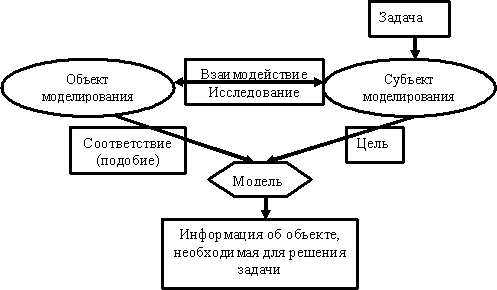 Задача
Объект
моделирования
Взаимодействие
Исследование
Субъект
моделирования
Соответствие
(подобие)
Цель
Модель
Информация об объекте,
необходимая для решения
задачи